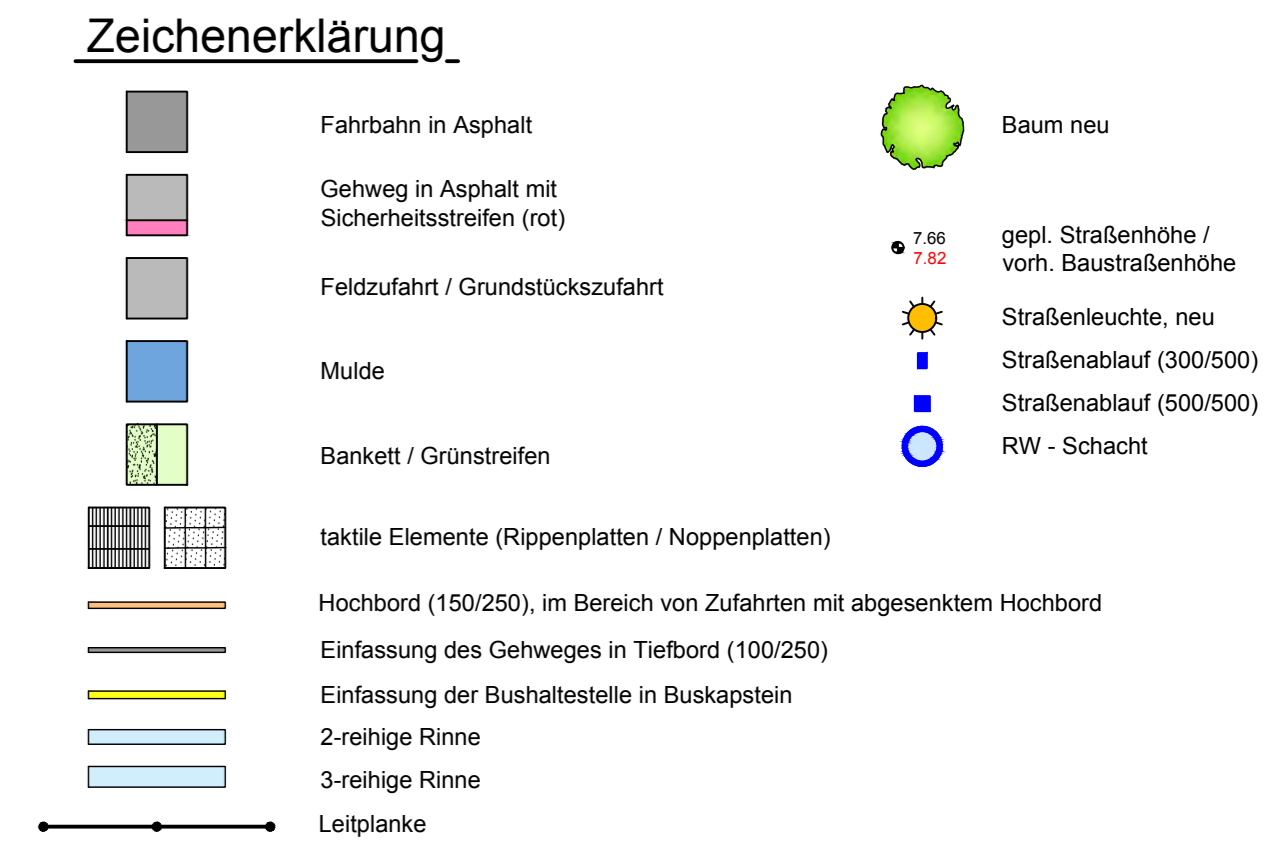 Zeichenerklärung
Fahrbahn in Asphalt
Gehweg in Asphalt mit
Sicherheitsstreifen (rot)
Feldzufahrt / Grundstückszufahrt
Mulde
Bankett / Grünstreifen
taktile Elemente (Rippenplatten / Noppenplatten)
Hochbord (150/250), im Bereich von Zufahrten mit abgesenktem Hochbord
Einfassung des Gehweges in Tiefbord (100/250)
Einfassung der Bushaltestelle in Buskapstein
2-reihige Rinne
3-reihige Rinne
Leitplanke
Baum neu
7.66
7.82
gepl. Straßenhöhe /
vorh. Baustraßenhöhe
Straßenleuchte, neu
Straßenablauf (300/500)
Straßenablauf (500/500)
RW - Schacht